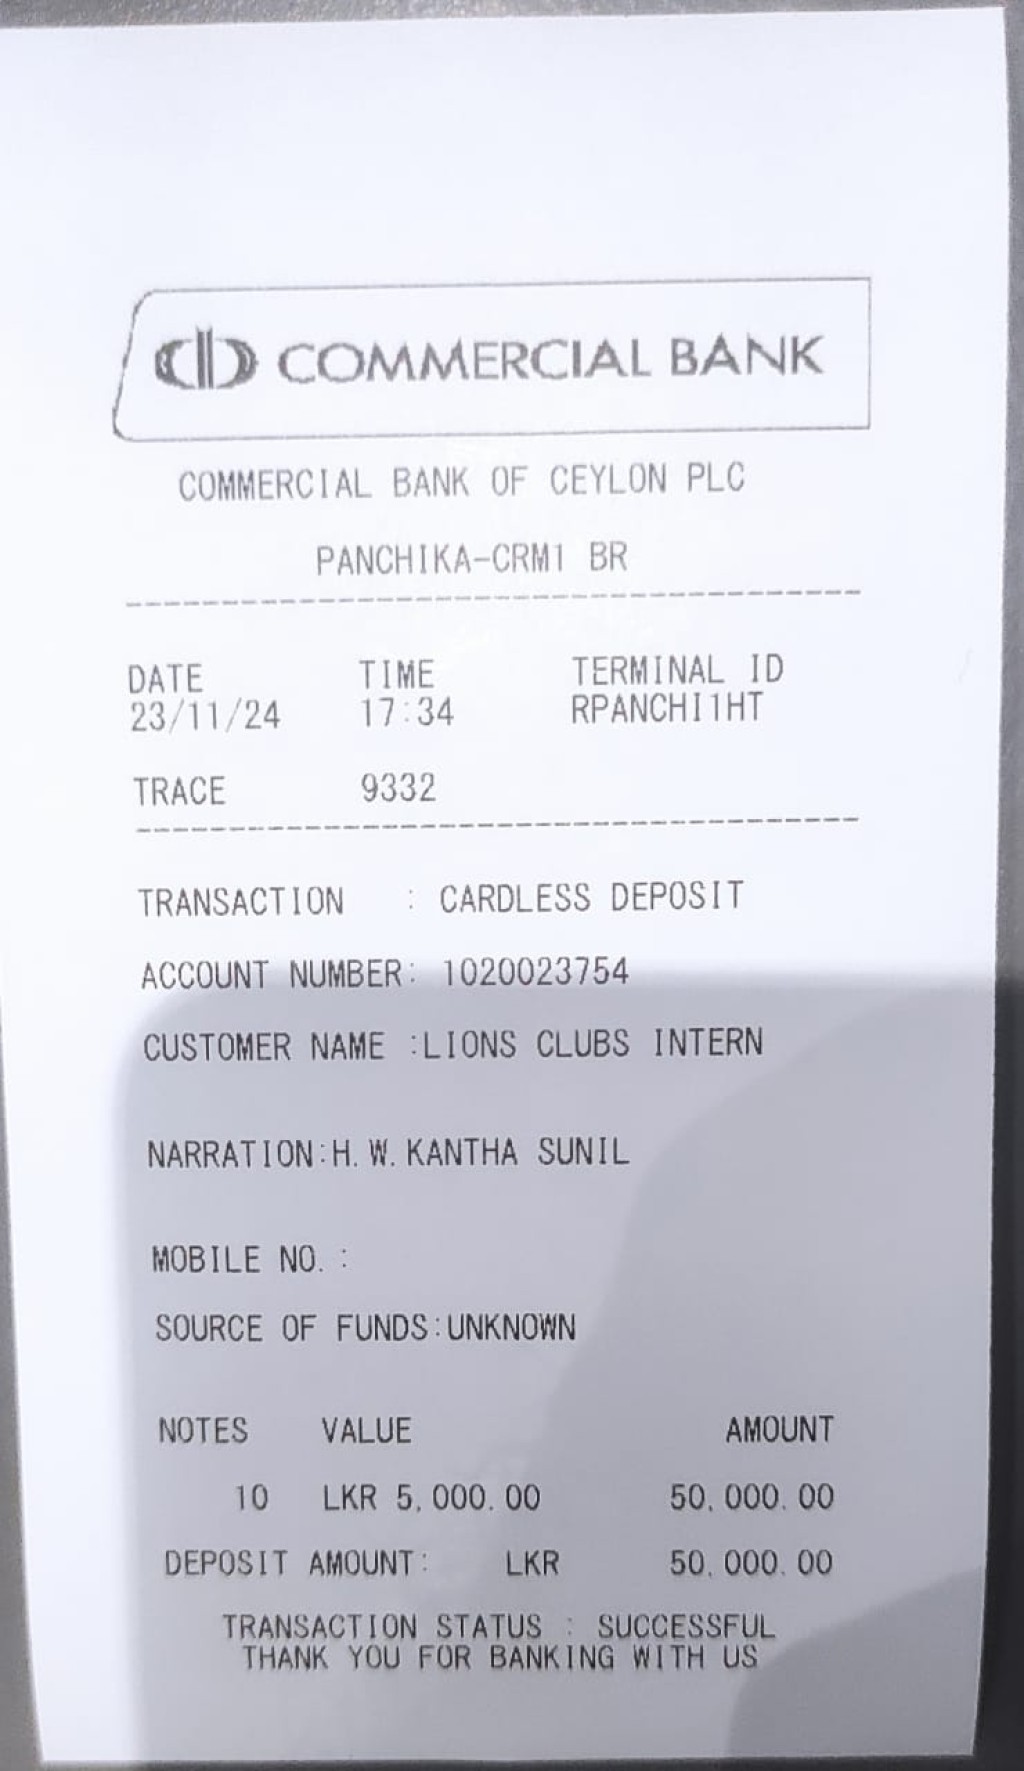 COMMERCIAL BANK
COMMERCIAL BANK OF CEYLON PLC
PANCHIKA-CRM1 BR
DATE TIME TERMINAL ID
23/11/24 17:34 RPANCHI1HT
TRACE 9332
TRANSACTION : CARDLESS DEPOSIT
ACCOUNT NUMBER: 1020023754
CUSTOMER NAME :LIONS CLUBS INTERN
NARRATION:H. W. KANTHA SUNIL
MOBILE NO. :
SOURCE OF FUNDS:UNKNOWN
NOTES VALUE AMOUNT
10 LKR 5,000.00 50,000.00
DEPOSIT AMOUNT: LKR 50,000.00
TRANSACTION STATUS : SUCCESSFUL
THANK YOU FOR BANKING WITH US